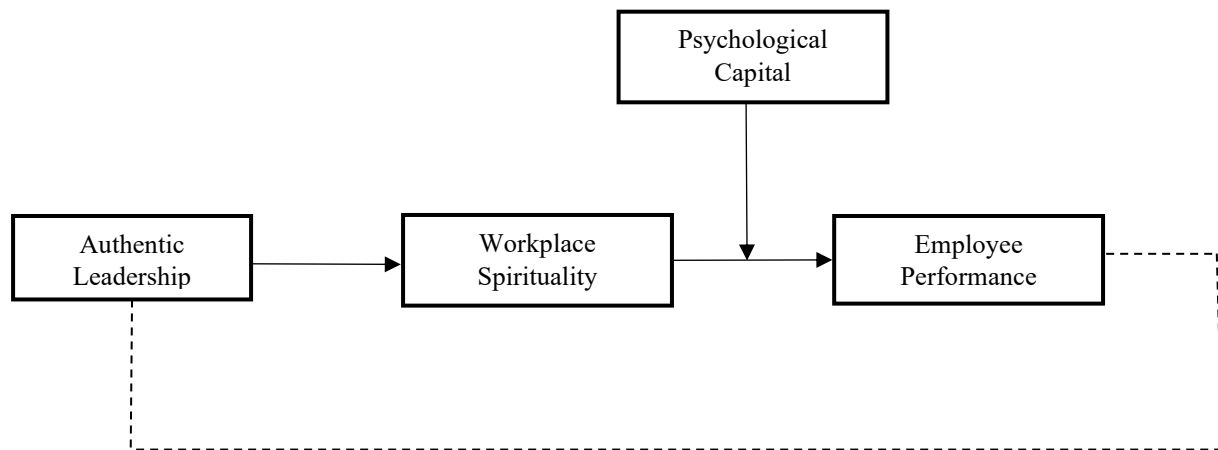 Psychological
Capital
Authentic
Leadership
Workplace
Spirituality
Employee
Performance